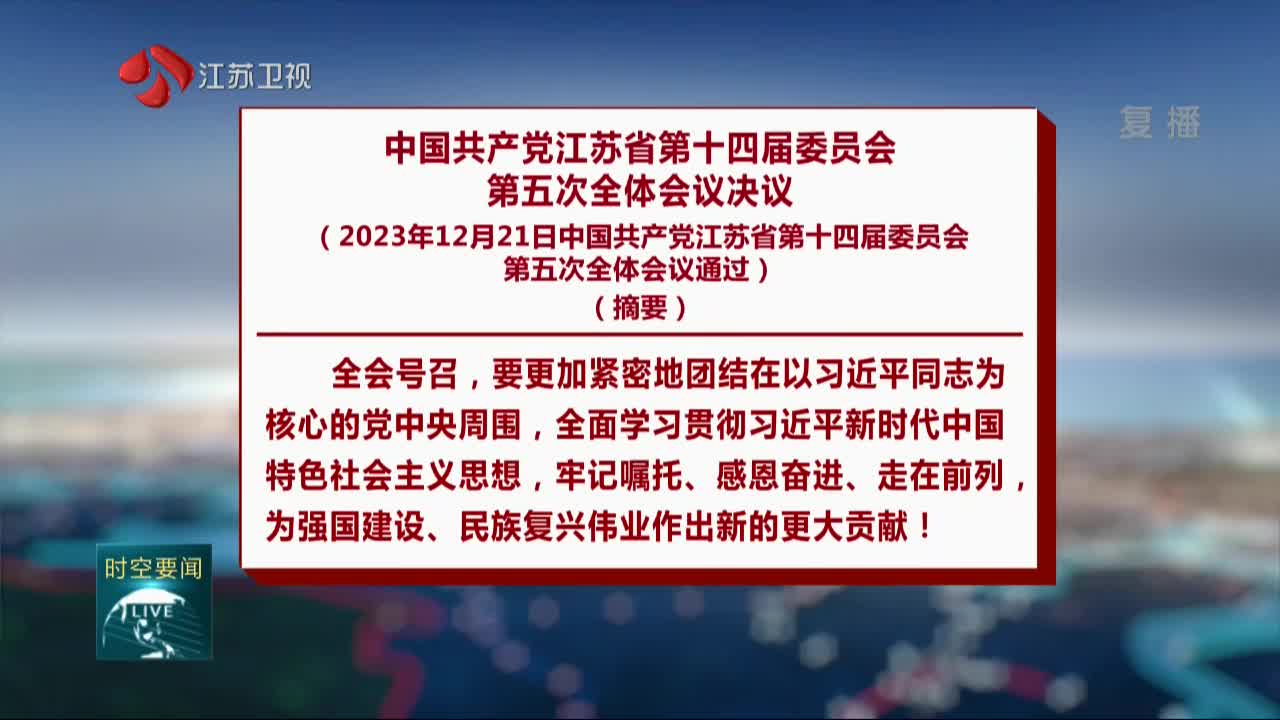 江苏卫视
复播
中国共产党江苏省第十四届委员会
第五次全体会议决议
（2023年12月21日中国共产党江苏省第十四届委员会
第五次全体会议通过）
（摘要）
全会号召，要更加紧密地团结在以习近平同志为
核心的党中央周围，全面学习贯彻习近平新时代中国
特色社会主义思想，牢记嘱托、感恩奋进、走在前列，
为强国建设、民族复兴伟业作出新的更大贡献！
时空要闻
LIVE